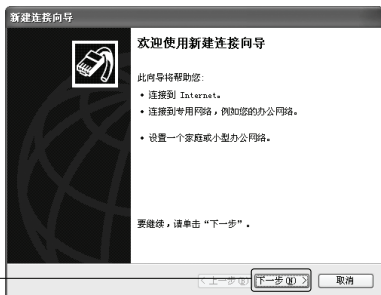 新建连接向导
欢迎使用新建连接向导
此向导将帮助您:
• 连接到 Internet。
• 连接到专用网络，例如您的办公网络。
• 设置一个家庭或小型办公网络。
要继续，请单击“下一步”。
< 上一步(B) 下一步(N) > 取消